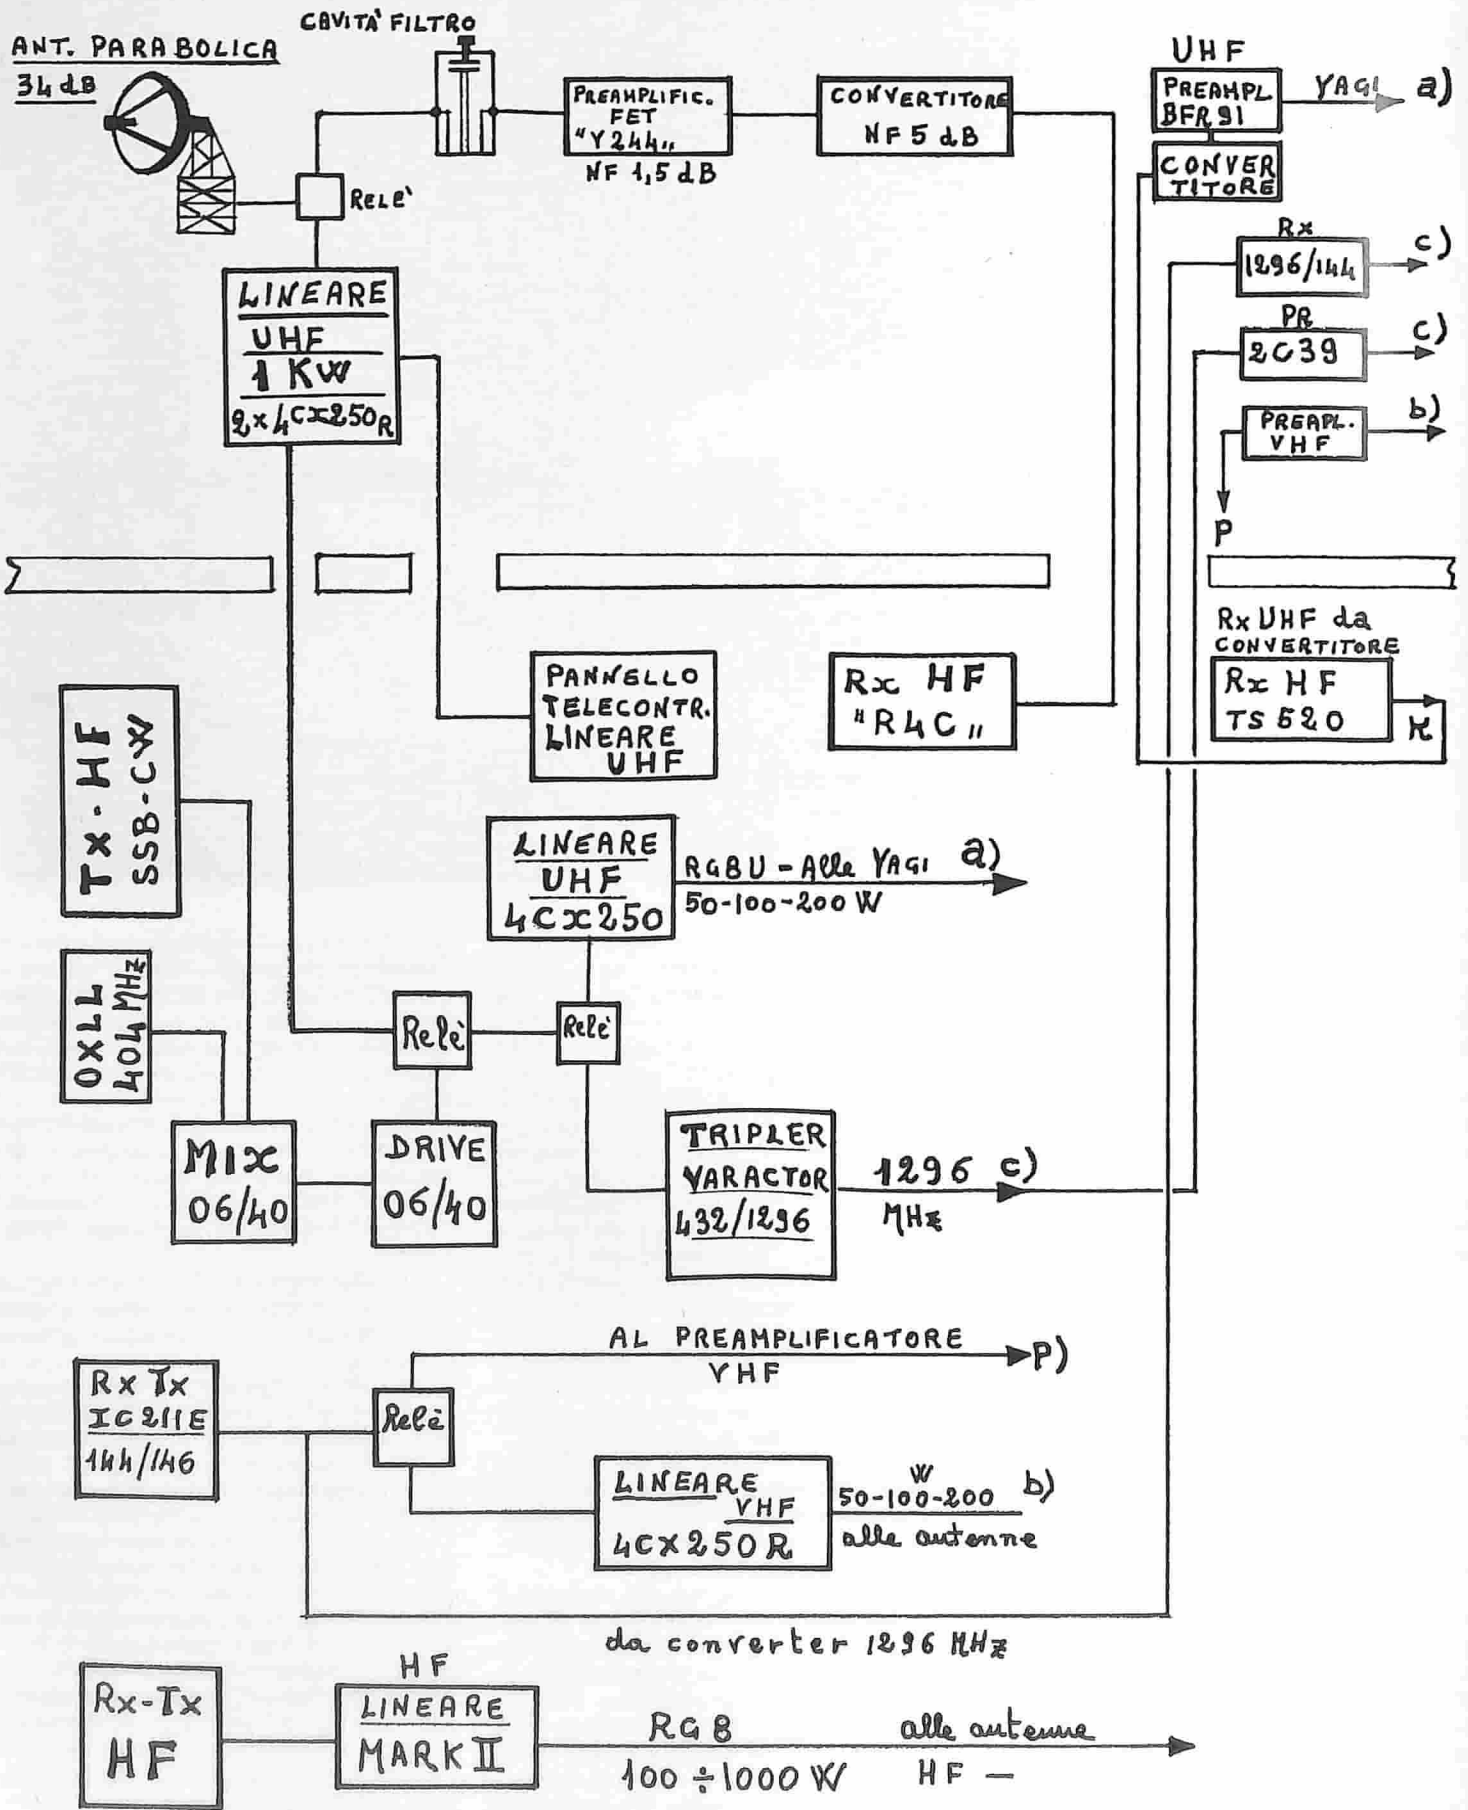 CAVITA' FILTRO
ANT. PARABOLICA
34 dB
PREAMPLIFIC.
FET
"Y244"
NF 1,5 dB
CONVERTITORE
NF 5 dB
UHF
PREAMPL
BFR91
YAGI a)
CONVER
TITORE
RELE'
Rx
1296/144
c)
PR
2C39
c)
PREAPL.
VHF
b)
P
LINEARE
UHF
1 KW
2x4CX250R
Rx UHF da
CONVERTITORE
Rx HF
TS 520
K
PANNELLO
TELECONTR.
LINEARE
UHF
Rx HF
"R4C"
TX-HF
SSB-CW
LINEARE
UHF
4CX250
RG8U - Alle YAGI a)
50-100-200 W
OXLL
404 MHz
Relè
Relè
MIX
06/40
DRIVE
06/40
TRIPLER
VARACTOR
432/1296
1296 c)
MHz
AL PREAMPLIFICATORE
VHF
P)
Rx Tx
IC211E
144/146
Relè
LINEARE
VHF
4CX250R
W
50-100-200 b)
alle antenne
da converter 1296 MHz
Rx-Tx
HF
HF
LINEARE
MARK II
RG8 alle antenne
100÷1000 W HF —